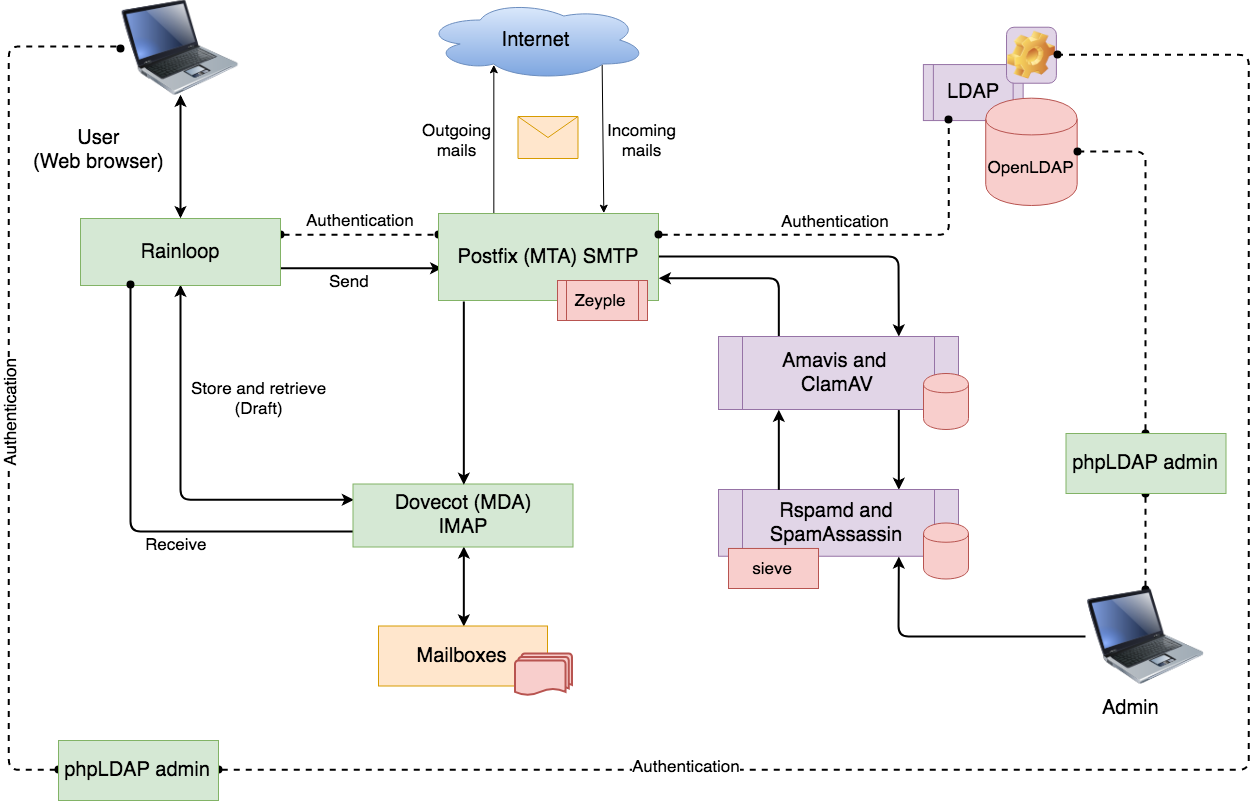 Internet
LDAP
OpenLDAP
User
(Web browser)
Outgoing
mails
Incoming
mails
Rainloop
Authentication
Send
Postfix (MTA) SMTP
Zeyple
Authentication
Amavis and
ClamAV
Store and retrieve
(Draft)
Authentication
phpLDAP admin
Dovecot (MDA)
IMAP
Receive
Rspamd and
SpamAssassin
sieve
Mailboxes
Admin
phpLDAP admin
Authentication